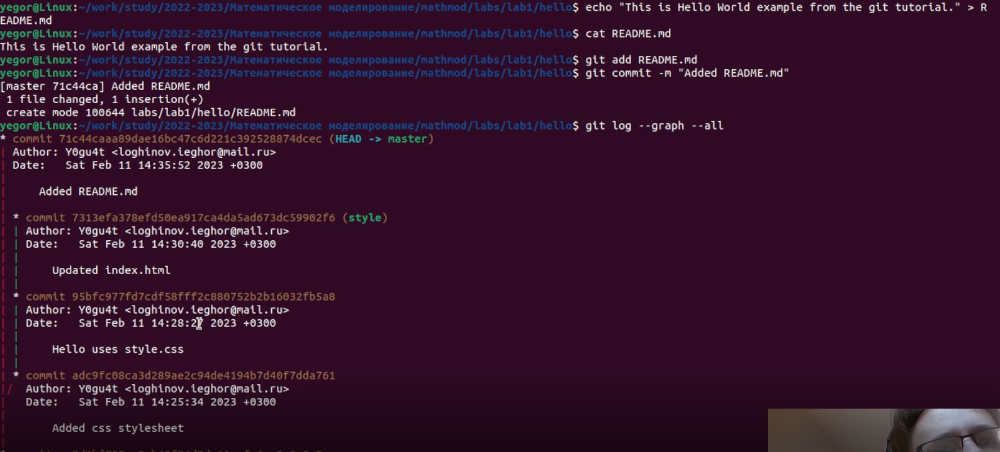 yegor@Linux:~/work/study/2022-2023/Математическое моделирование/mathmod/labs/lab1/hello$ echo "This is Hello World example from the git tutorial." > R
EADME.md
yegor@Linux:~/work/study/2022-2023/Математическое моделирование/mathmod/labs/lab1/hello$ cat README.md
This is Hello World example from the git tutorial.
yegor@Linux:~/work/study/2022-2023/Математическое моделирование/mathmod/labs/lab1/hello$ git add README.md
yegor@Linux:~/work/study/2022-2023/Математическое моделирование/mathmod/labs/lab1/hello$ git commit -m "Added README.md"
[master 71c44ca] Added README.md
 1 file changed, 1 insertion(+)
 create mode 100644 labs/lab1/hello/README.md
yegor@Linux:~/work/study/2022-2023/Математическое моделирование/mathmod/labs/lab1/hello$ git log --graph --all
* commit 71c44caaa89dae16bc47c6d221c392528874dcec (HEAD -> master)
| Author: Y0gu4t <loghinov.ieghor@mail.ru>
| Date:   Sat Feb 11 14:35:52 2023 +0300
|
|     Added README.md
|
| * commit 7313efa378efd50ea917ca4da5ad673dc59902f6 (style)
| | Author: Y0gu4t <loghinov.ieghor@mail.ru>
| | Date:   Sat Feb 11 14:30:40 2023 +0300
| |
| |     Updated index.html
| |
| * commit 95bfc977fd7cdf58fff2c880752b2b16032fb5a8
| | Author: Y0gu4t <loghinov.ieghor@mail.ru>
| | Date:   Sat Feb 11 14:28:27 2023 +0300
| |
| |     Hello uses style.css
| |
| * commit adc9fc08ca3d289ae2c94de4194b7d40f7dda761
|/  Author: Y0gu4t <loghinov.ieghor@mail.ru>
|   Date:   Sat Feb 11 14:25:34 2023 +0300
|
|       Added css stylesheet
|